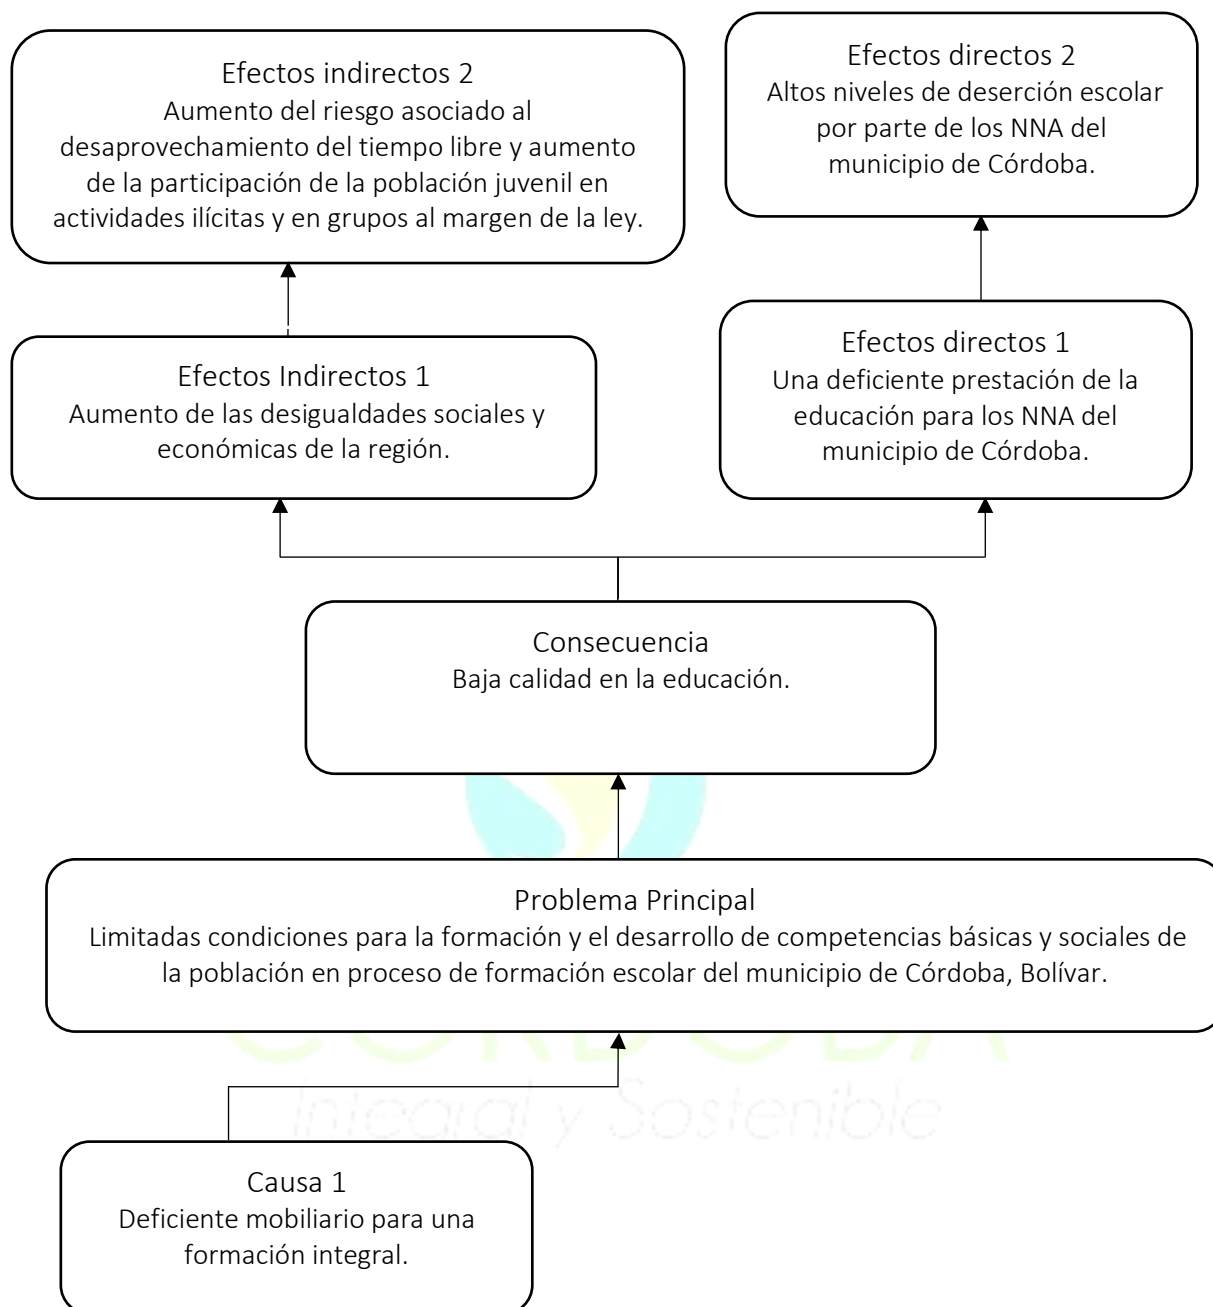 Efectos indirectos 2
Aumento del riesgo asociado al
desaprovechamiento del tiempo libre y aumento
de la participación de la población juvenil en
actividades ilícitas y en grupos al margen de la ley.
Efectos directos 2
Altos niveles de deserción escolar
por parte de los NNA del
municipio de Córdoba.
Efectos Indirectos 1
Aumento de las desigualdades sociales y
económicas de la región.
Efectos directos 1
Una deficiente prestación de la
educación para los NNA del
municipio de Córdoba.
Consecuencia
Baja calidad en la educación.
Problema Principal
Limitadas condiciones para la formación y el desarrollo de competencias básicas y sociales de
la población en proceso de formación escolar del municipio de Córdoba, Bolívar.
CÓRDOBA
Integral y Sostenible
Causa 1
Deficiente mobiliario para una
formación integral.